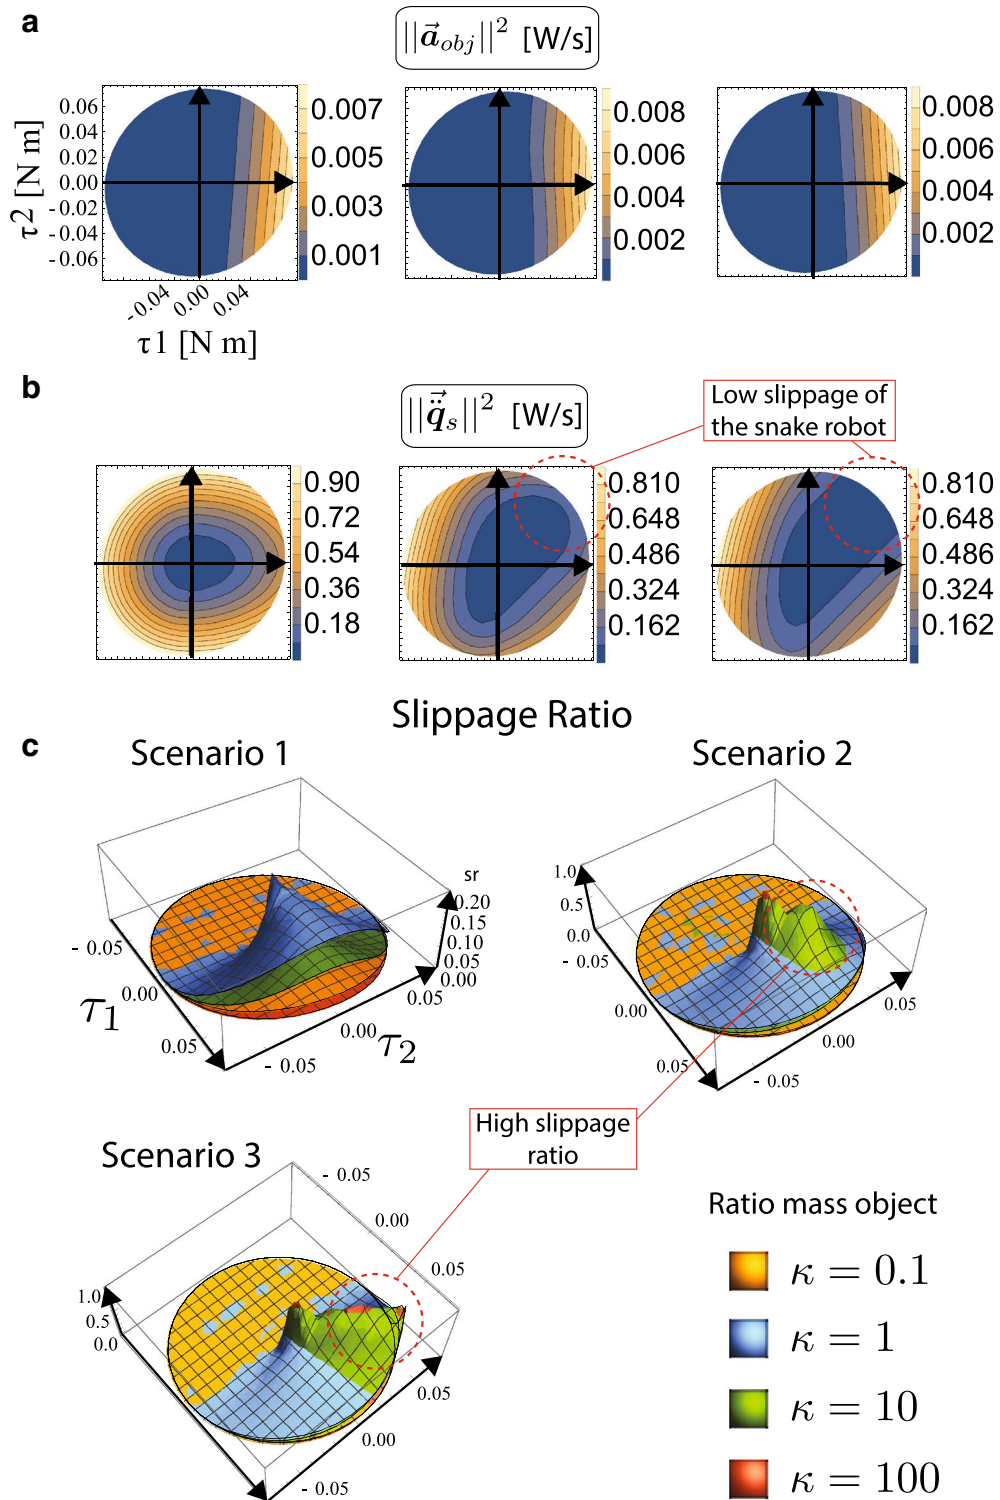 a
||a⃗_obj||² [W/s]
τ2 [N m]
0.06
0.04
0.02
0.00
-0.02
-0.04
-0.06
-0.04 0.00 0.04
τ1 [N m]
0.007
0.005
0.003
0.001
0.008
0.006
0.004
0.002
0.008
0.006
0.004
0.002
b
||q̈⃗_s||² [W/s]
Low slippage of
the snake robot
0.90
0.72
0.54
0.36
0.18
0.810
0.648
0.486
0.324
0.162
0.810
0.648
0.486
0.324
0.162
Slippage Ratio
c
Scenario 1
sr
0.20
0.15
0.10
0.05
0.00
- 0.05
0.00
0.05
τ₁
- 0.05
0.00
0.05
τ₂
Scenario 2
1.0
0.5
0.0
- 0.05
0.00
0.05
- 0.05
0.00
0.05
High slippage
ratio
Scenario 3
- 0.05
0.00
0.05
1.0
0.5
0.0
- 0.05
0.00
0.05
Ratio mass object
κ = 0.1
κ = 1
κ = 10
κ = 100